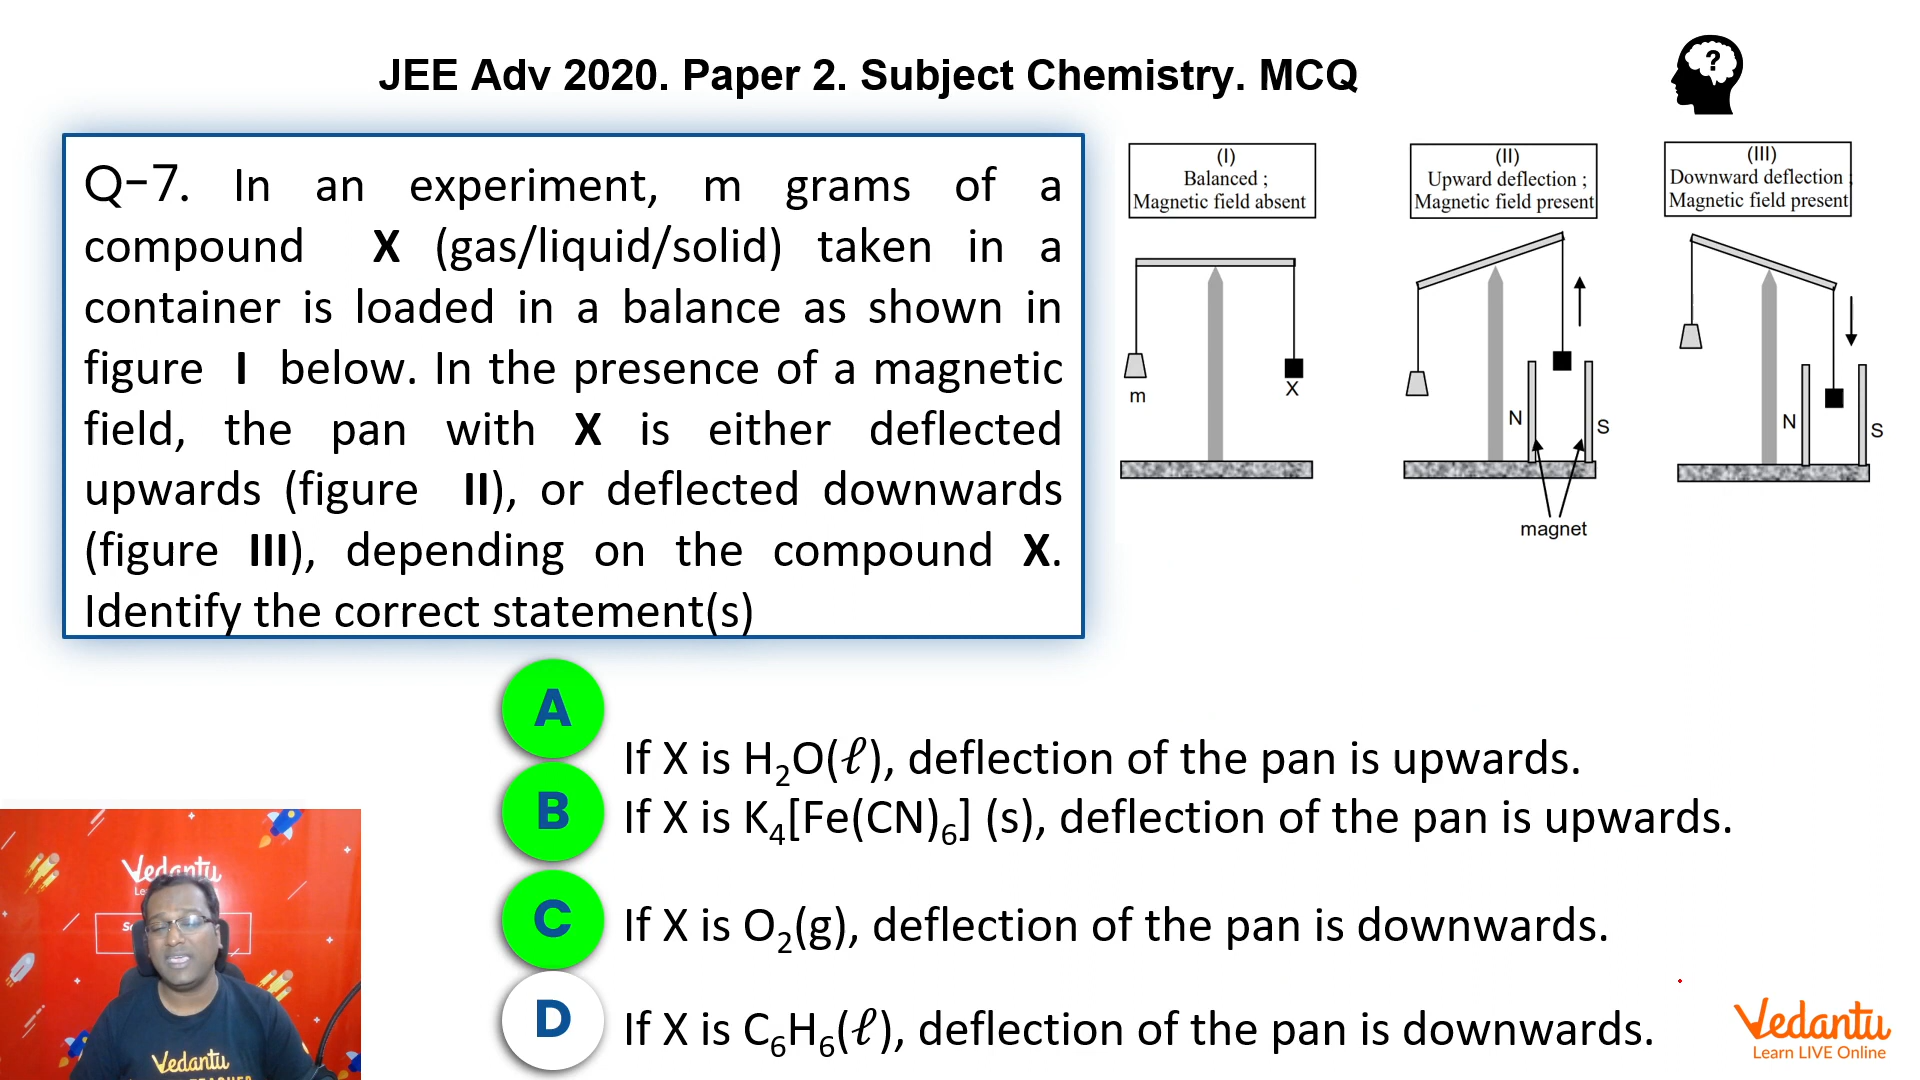 JEE Adv 2020. Paper 2. Subject Chemistry. MCQ
?
Q-7. In an experiment, m grams of a
compound X (gas/liquid/solid) taken in a
container is loaded in a balance as shown in
figure I below. In the presence of a magnetic
field, the pan with X is either deflected
upwards (figure II), or deflected downwards
(figure III), depending on the compound X.
Identify the correct statement(s)
(I)
Balanced ;
Magnetic field absent
m
X
(II)
Upward deflection ;
Magnetic field present
N
S
magnet
(III)
Downward deflection ;
Magnetic field present
N
S
A
If X is H₂O(ℓ), deflection of the pan is upwards.
B
If X is K₄[Fe(CN)₆] (s), deflection of the pan is upwards.
C
If X is O₂(g), deflection of the pan is downwards.
D
If X is C₆H₆(ℓ), deflection of the pan is downwards.
Vedantu
Vedantu
Vedantu
Learn LIVE Online